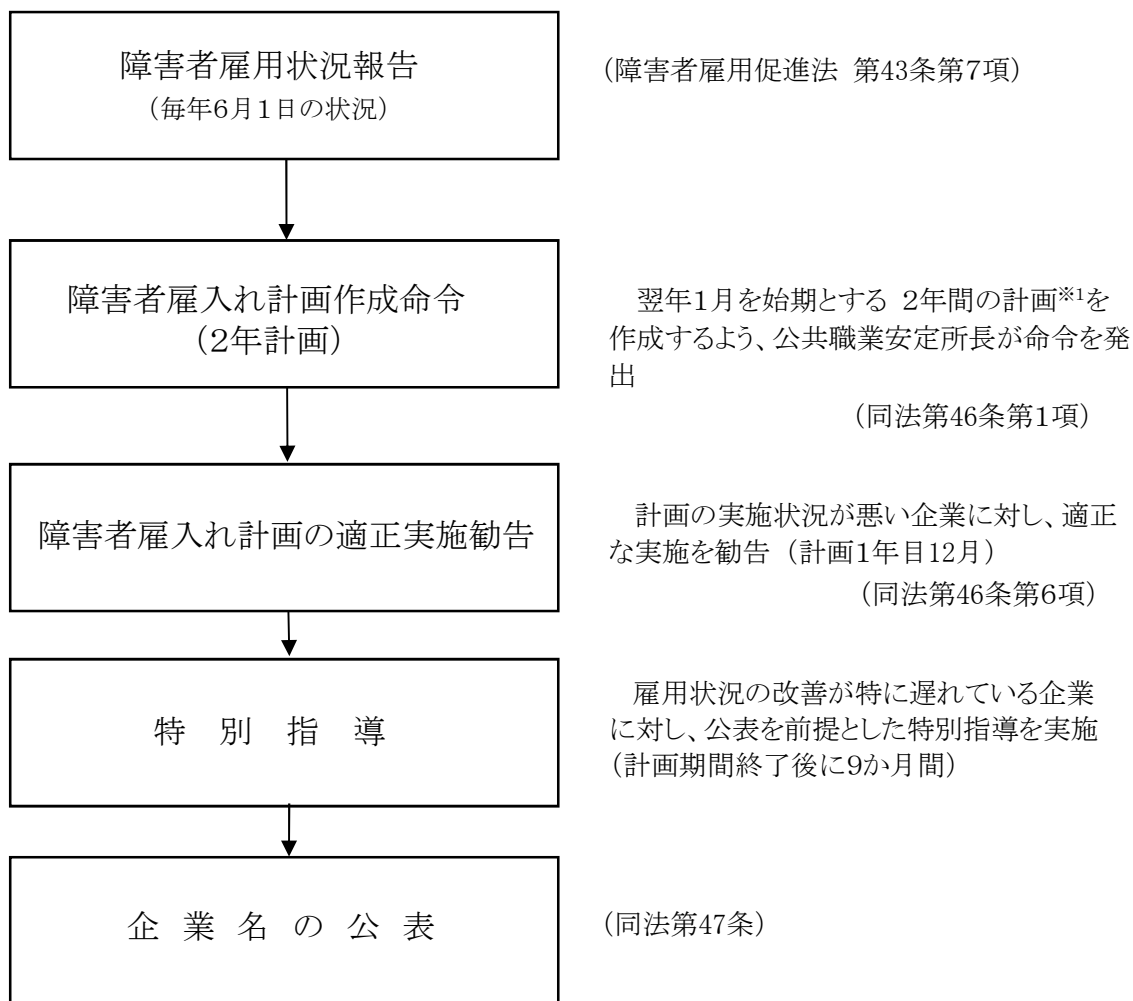 障害者雇用状況報告
（毎年６月１日の状況）
（障害者雇用促進法 第43条第７項）
障害者雇入れ計画作成命令
（２年計画）
翌年１月を始期とする ２年間の計画※1を
作成するよう、公共職業安定所長が命令を発
出
（同法第46条第１項）
障害者雇入れ計画の適正実施勧告
計画の実施状況が悪い企業に対し、適正
な実施を勧告 （計画１年目12月）
（同法第46条第６項）
特 別 指 導
雇用状況の改善が特に遅れている企業
に対し、公表を前提とした特別指導を実施
（計画期間終了後に９か月間）
企 業 名 の 公 表
（同法第47条）